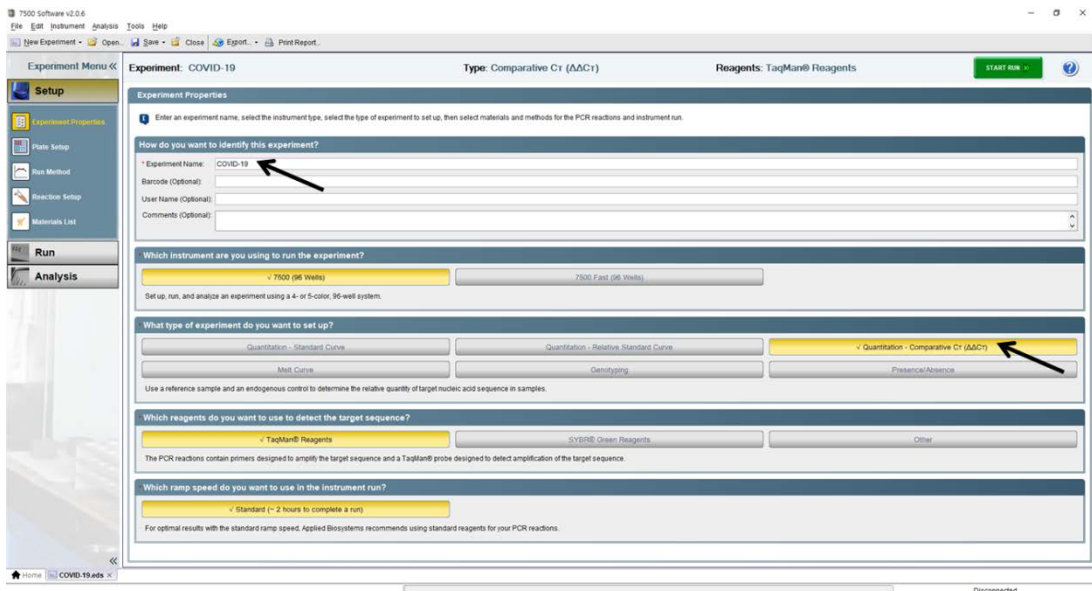 7500 Software v2.0.6
File Edit Instrument Analysis Tools Help
New Experiment Open... Save Close Export... Print Report...
Experiment Menu «
Experiment: COVID-19 Type: Comparative CT (ΔΔCT) Reagents: TaqMan® Reagents START RUN
Setup
Experiment Properties
Plate Setup
Run Method
Reaction Setup
Materials List
Run
Analysis
Experiment Properties
Enter an experiment name, select the instrument type, select the type of experiment to set up, then select materials and methods for the PCR reactions and instrument run.
How do you want to identify this experiment?
* Experiment Name: COVID-19
Barcode (Optional):
User Name (Optional):
Comments (Optional):
Which instrument are you using to run the experiment?
√ 7500 (96 Wells) 7500 Fast (96 Wells)
Set up, run, and analyze an experiment using a 4- or 5-color, 96-well system.
What type of experiment do you want to set up?
Quantitation - Standard Curve Quantitation - Relative Standard Curve √ Quantitation - Comparative CT (ΔΔCT)
Melt Curve Genotyping Presence/Absence
Use a reference sample and an endogenous control to determine the relative quantity of target nucleic acid sequence in samples.
Which reagents do you want to use to detect the target sequence?
√ TaqMan® Reagents SYBR® Green Reagents Other
The PCR reactions contain primers designed to amplify the target sequence and a TaqMan® probe designed to detect amplification of the target sequence.
Which ramp speed do you want to use in the instrument run?
√ Standard (~ 2 hours to complete a run)
For optimal results with the standard ramp speed, Applied Biosystems recommends using standard reagents for your PCR reactions.
«
Home COVID-19.eds ×
Disconnected